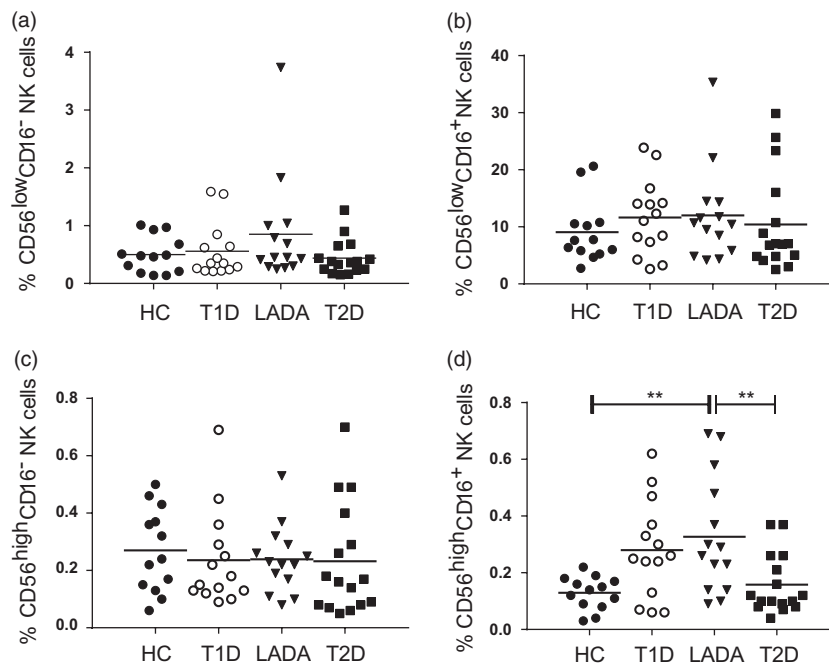 (a)
% CD56lowCD16- NK cells
4
3
2
1
0
HC T1D LADA T2D
(b)
% CD56lowCD16+ NK cells
40
30
20
10
0
HC T1D LADA T2D
(c)
% CD56highCD16- NK cells
0.6
0.4
0.2
0.0
0.8
HC T1D LADA T2D
(d)
% CD56highCD16+ NK cells
0.8
0.6
0.4
0.2
0.0
** **
HC T1D LADA T2D